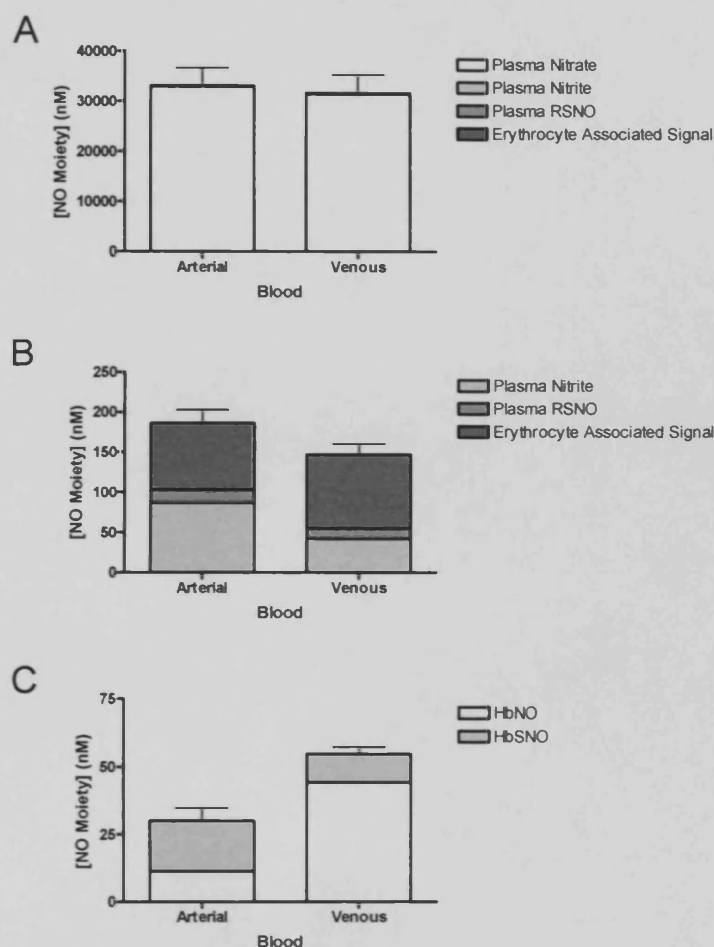 A
[NO Moiety] (nM)
40000
30000
20000
10000
0
Arterial
Venous
Blood
Plasma Nitrate
Plasma Nitrite
Plasma RSNO
Erythrocyte Associated Signal
B
[NO Moiety] (nM)
250
200
150
100
50
0
Arterial
Venous
Blood
Plasma Nitrite
Plasma RSNO
Erythrocyte Associated Signal
C
[NO Moiety] (nM)
75
50
25
0
Arterial
Venous
Blood
HbNO
HbSNO